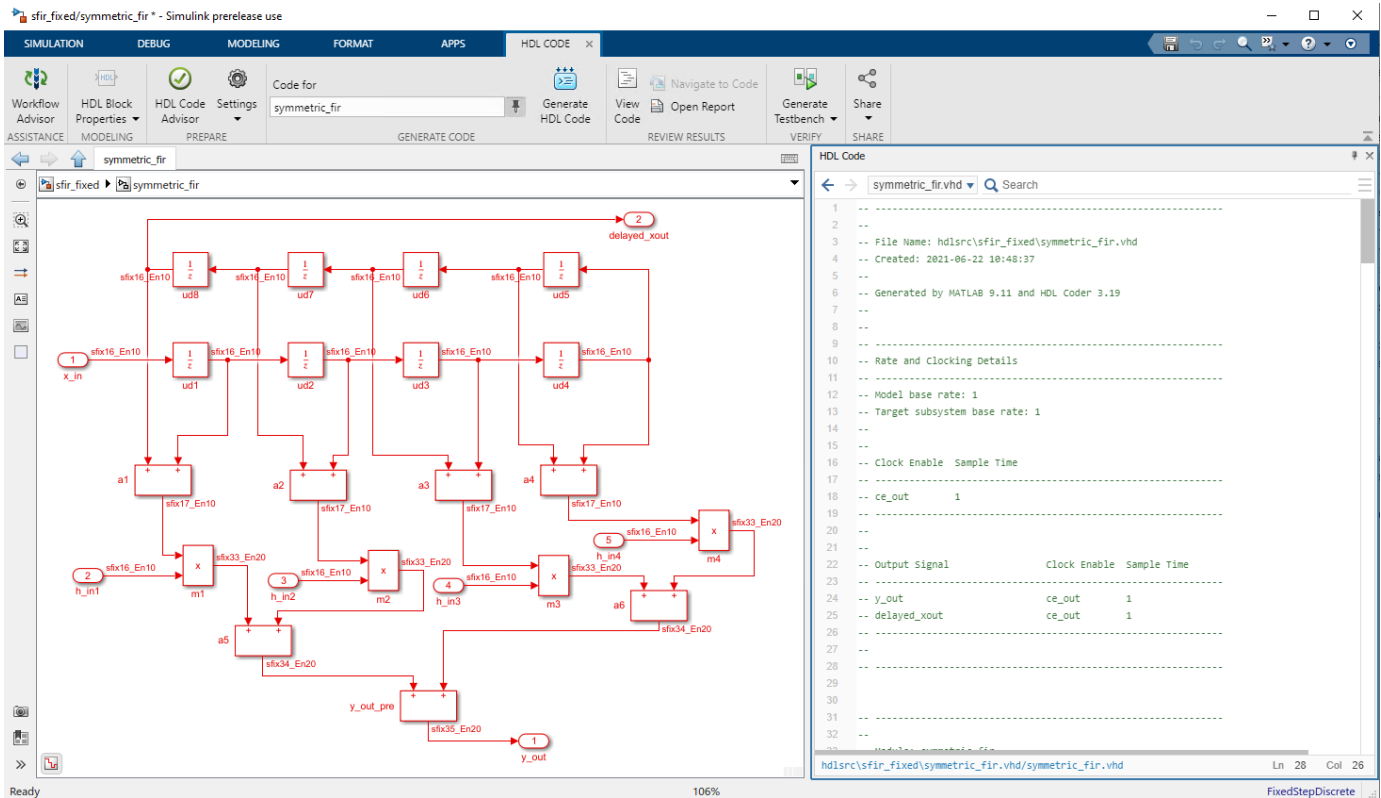 sfir_fixed/symmetric_fir * - Simulink prerelease use
SIMULATION DEBUG MODELING FORMAT APPS HDL CODE
Workflow Advisor
HDL Block Properties
HDL Code Advisor
Settings
Code for
symmetric_fir
Generate HDL Code
View Code
Navigate to Code
Open Report
Generate Testbench
Share
ASSISTANCE MODELING PREPARE GENERATE CODE REVIEW RESULTS VERIFY SHARE
symmetric_fir
sfir_fixed symmetric_fir
2
delayed_xout
sfix16_En10 sfix16_En10 sfix16_En10 sfix16_En10
1/z 1/z 1/z 1/z
ud8 ud7 ud6 ud5
1
x_in
sfix16_En10 sfix16_En10 sfix16_En10 sfix16_En10 sfix16_En10
1/z 1/z 1/z 1/z
ud1 ud2 ud3 ud4
+ + + + + + + +
a1 a2 a3 a4
sfix17_En10 sfix17_En10 sfix17_En10 sfix17_En10
5
h_in4
sfix16_En10
x
m4
sfix33_En20
2
h_in1
sfix16_En10
x
m1
sfix33_En20
3
h_in2
sfix16_En10
x
m2
sfix33_En20
4
h_in3
sfix16_En10
x
m3
sfix33_En20
+ +
a6
sfix34_En20
+ +
a5
sfix34_En20
+ +
y_out_pre
sfix35_En20
1
y_out
HDL Code
symmetric_fir.vhd Search
1 -- -------------------------------------------------------------
2 --
3 -- File Name: hdlsrc\sfir_fixed\symmetric_fir.vhd
4 -- Created: 2021-06-22 10:48:37
5 --
6 -- Generated by MATLAB 9.11 and HDL Coder 3.19
7 --
8 --
9 -- -------------------------------------------------------------
10 -- Rate and Clocking Details
11 -- -------------------------------------------------------------
12 -- Model base rate: 1
13 -- Target subsystem base rate: 1
14 --
15 --
16 -- Clock Enable  Sample Time
17 -- -------------------------------------------------------------
18 -- ce_out        1
19 -- -------------------------------------------------------------
20 --
21 --
22 -- Output Signal                 Clock Enable  Sample Time
23 -- -------------------------------------------------------------
24 -- y_out                         ce_out        1
25 -- delayed_xout                  ce_out        1
26 -- -------------------------------------------------------------
27 --
28 -- -------------------------------------------------------------
29
30
31 -- -------------------------------------------------------------
32 --
hdlsrc\sfir_fixed\symmetric_fir.vhd/symmetric_fir.vhd Ln 28 Col 26
Ready 106% FixedStepDiscrete